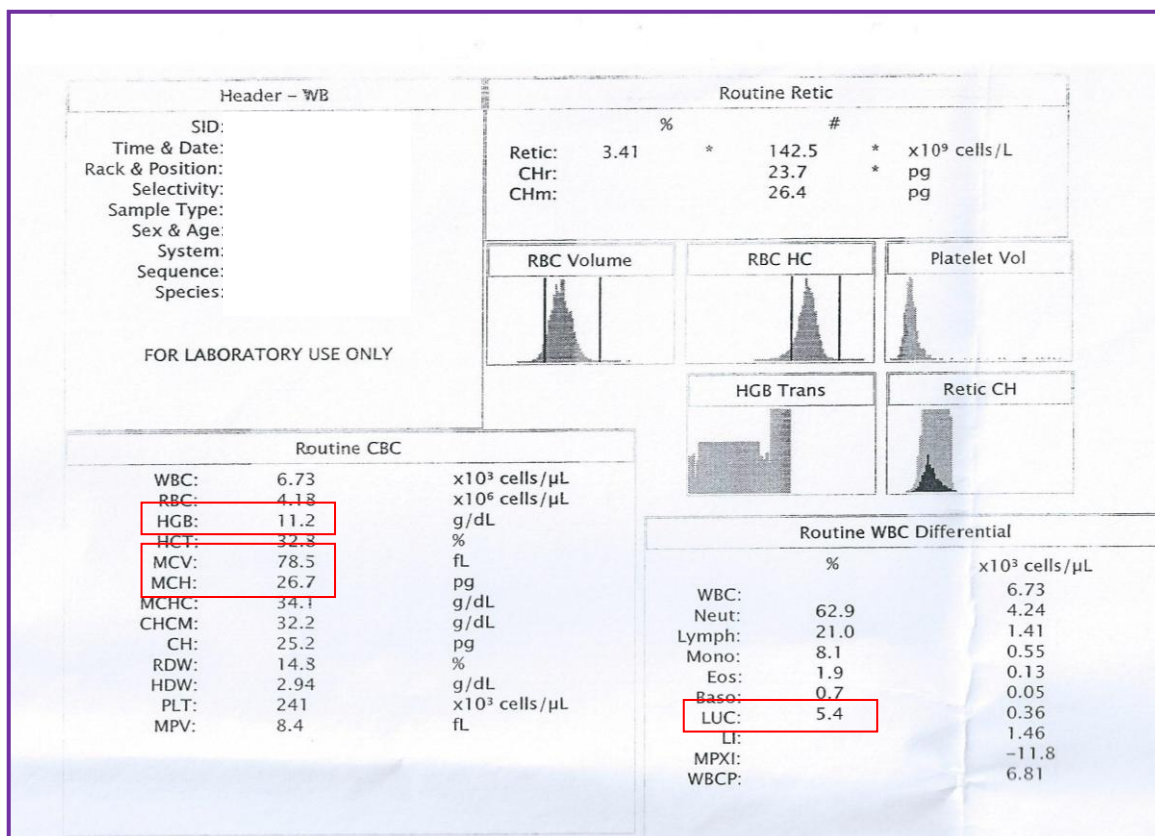 Header – WB
SID:
Time & Date:
Rack & Position:
Selectivity:
Sample Type:
Sex & Age:
System:
Sequence:
Species:
FOR LABORATORY USE ONLY
Routine Retic
% #
Retic: 3.41 * 142.5 * x10⁹ cells/L
CHr: 23.7 * pg
CHm: 26.4 pg
RBC Volume
RBC HC
Platelet Vol
HGB Trans
Retic CH
Routine CBC
WBC: 6.73 x10³ cells/µL
RBC: 4.18 x10⁶ cells/µL
HGB: 11.2 g/dL
HCT: 32.8 %
MCV: 78.5 fL
MCH: 26.7 pg
MCHC: 34.1 g/dL
CHCM: 32.2 g/dL
CH: 25.2 pg
RDW: 14.8 %
HDW: 2.94 g/dL
PLT: 241 x10³ cells/µL
MPV: 8.4 fL
Routine WBC Differential
% x10³ cells/µL
WBC: 6.73
Neut: 62.9 4.24
Lymph: 21.0 1.41
Mono: 8.1 0.55
Eos: 1.9 0.13
Baso: 0.7 0.05
LUC: 5.4 0.36
LI: 1.46
MPXI: –11.8
WBCP: 6.81